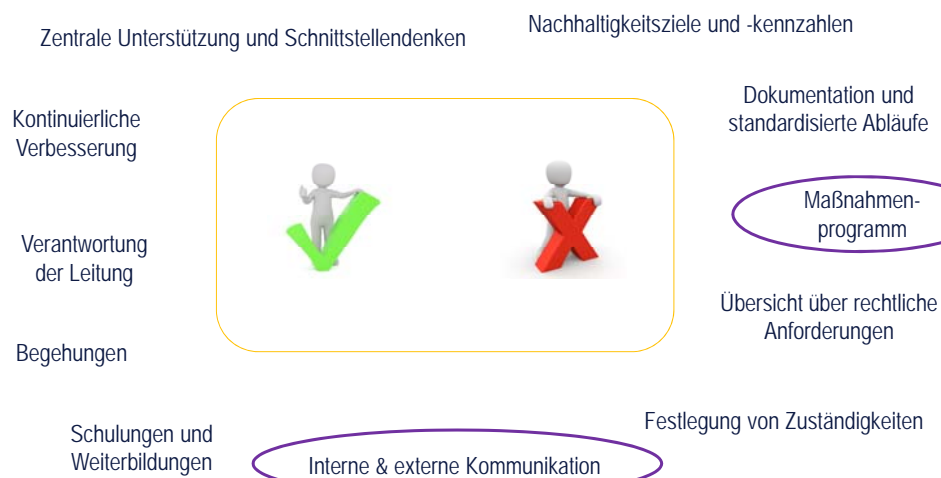 Zentrale Unterstützung und Schnittstellendenken
Nachhaltigkeitsziele und -kennzahlen
Kontinuierliche
Verbesserung
Dokumentation und
standardisierte Abläufe
Maßnahmen-
programm
Verantwortung
der Leitung
Übersicht über rechtliche
Anforderungen
Begehungen
Festlegung von Zuständigkeiten
Schulungen und
Weiterbildungen
Interne & externe Kommunikation